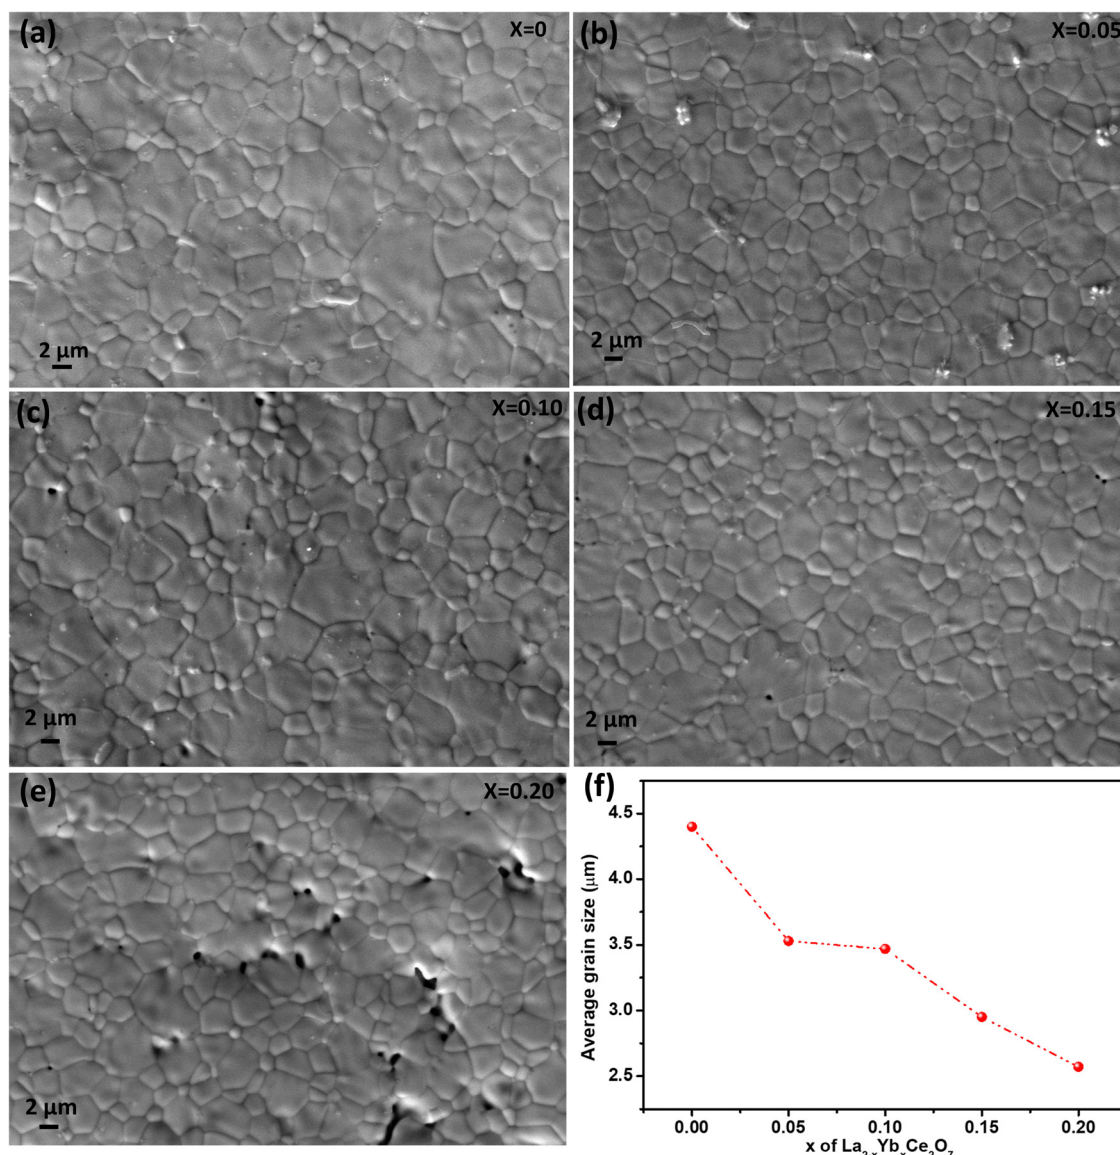 (a)
X=0
2 μm
(b)
X=0.05
2 μm
(c)
X=0.10
2 μm
(d)
X=0.15
2 μm
(e)
X=0.20
2 μm
(f)
Average grain size (μm)
4.5
3.5
3.0
2.5
0.00 0.05 0.10 0.15 0.20
x of La₂₋ₓYbₓCe₂O₇